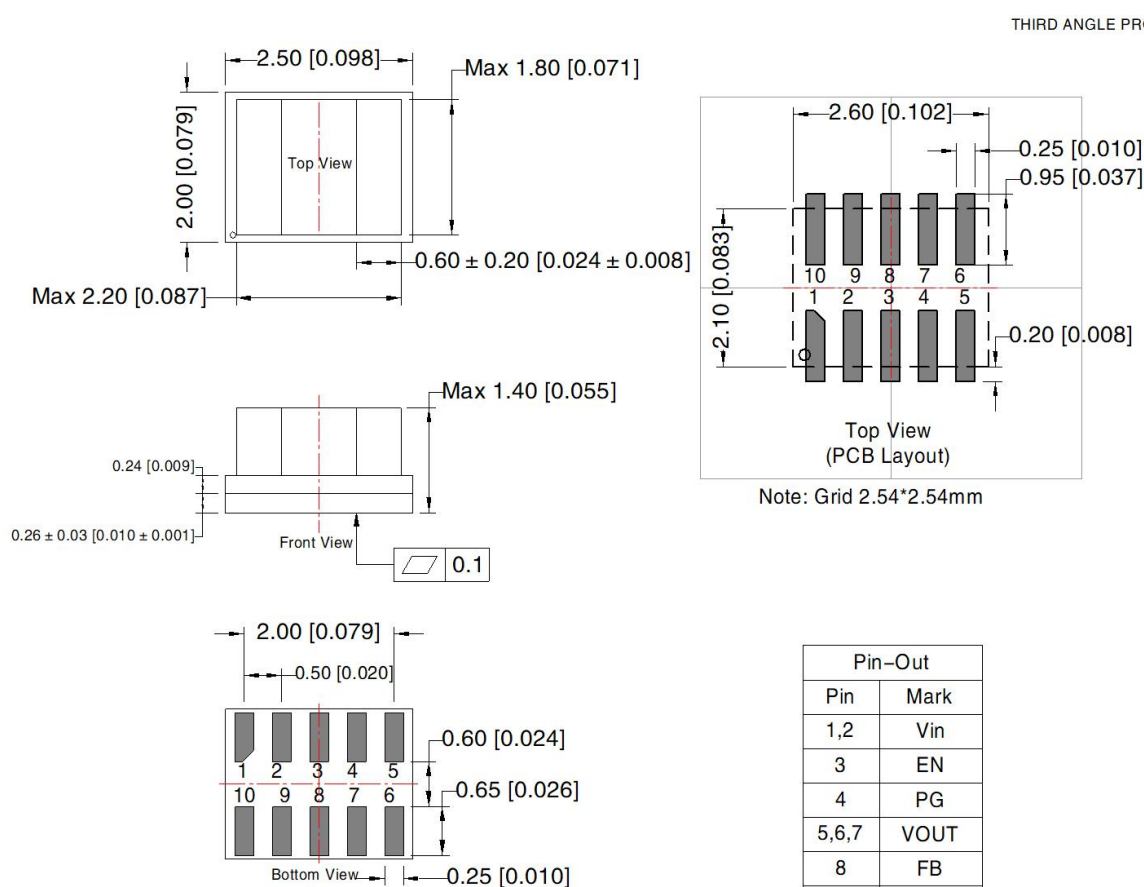 THIRD ANGLE PR
2.50 [0.098]
Max 1.80 [0.071]
2.00 [0.079]
Top View
0.60 ± 0.20 [0.024 ± 0.008]
Max 2.20 [0.087]
2.60 [0.102]
0.25 [0.010]
0.95 [0.037]
2.10 [0.083]
10 9 8 7 6
1 2 3 4 5
0.20 [0.008]
Top View
(PCB Layout)
Note: Grid 2.54*2.54mm
Max 1.40 [0.055]
0.24 [0.009]
0.26 ± 0.03 [0.010 ± 0.001]
Front View
0.1
2.00 [0.079]
0.50 [0.020]
0.60 [0.024]
1 2 3 4 5
10 9 8 7 6
0.65 [0.026]
Bottom View
0.25 [0.010]
Pin-Out
Pin Mark
1,2 Vin
3 EN
4 PG
5,6,7 VOUT
8 FB